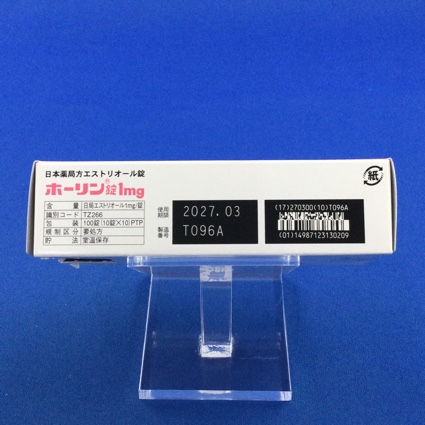 日本薬局方エストリオール錠
ホーリン®錠1mg
含　　量 日局エストリオール1mg/錠
識別コード TZ266
包　　装 100錠(10錠×10)PTP
規制区分 要処方
貯　　法 室温保存
使用期限 2027.03
製造番号 T096A
(17)270300(10)T096A
(01)14987123130209
紙